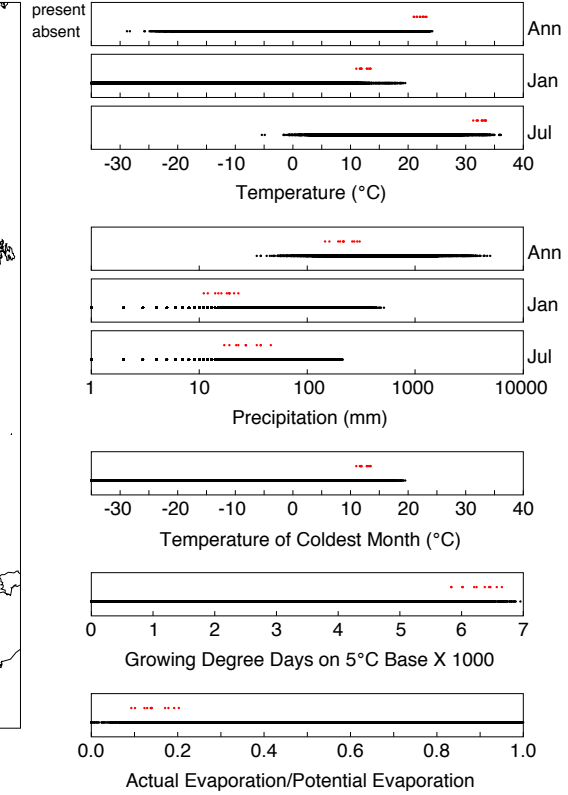 present
absent
Ann
Jan
Jul
-30 -20 -10 0 10 20 30 40
Temperature (°C)
Ann
Jan
Jul
1 10 100 1000 10000
Precipitation (mm)
-30 -20 -10 0 10 20 30 40
Temperature of Coldest Month (°C)
0 1 2 3 4 5 6 7
Growing Degree Days on 5°C Base X 1000
0.0 0.2 0.4 0.6 0.8 1.0
Actual Evaporation/Potential Evaporation